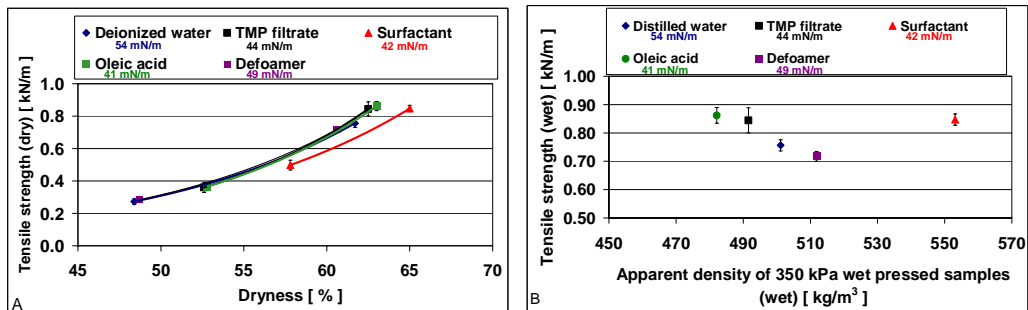 Deionized water TMP filtrate Surfactant
54 mN/m 44 mN/m 42 mN/m
Oleic acid Defoamer
41 mN/m 49 mN/m
Tensile strength (dry) [ kN/m ]
1.0
0.8
0.6
0.4
0.2
0.0
45 50 55 60 65 70
Dryness [ % ]
A
Distilled water TMP filtrate Surfactant
54 mN/m 44 mN/m 42 mN/m
Oleic acid Defoamer
41 mN/m 49 mN/m
Tensile strength (wet) [ kN/m ]
1.00
0.90
0.80
0.70
0.60
0.50
450 470 490 510 530 550 570
Apparent density of 350 kPa wet pressed samples
(wet) [ kg/m³ ]
B